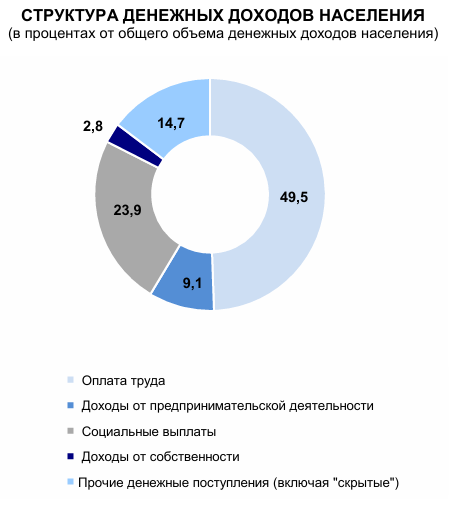 СТРУКТУРА ДЕНЕЖНЫХ ДОХОДОВ НАСЕЛЕНИЯ
(в процентах от общего объема денежных доходов населения)
2,8
14,7
49,5
23,9
9,1
Оплата труда
Доходы от предпринимательской деятельности
Социальные выплаты
Доходы от собственности
Прочие денежные поступления (включая "скрытые")